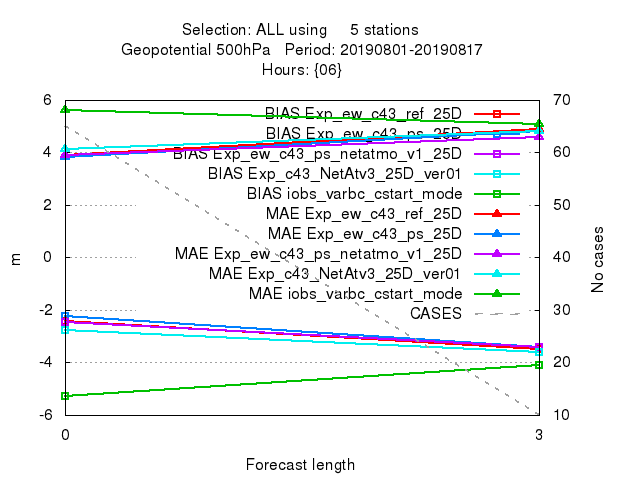 Selection: ALL using 5 stations
Geopotential 500hPa Period: 20190801-20190817
Hours: {06}
6 70
BIAS Exp_ew_c43_ref_25D
BIAS Exp_ew_c43_ps_25D
4 60
BIAS Exp_ew_c43_ps_netatmo_v1_25D
BIAS Exp_c43_NetAtv3_25D_ver01
BIAS iobs_varbc_cstart_mode
2 50
MAE Exp_ew_c43_ref_25D
MAE Exp_ew_c43_ps_25D
MAE Exp_ew_c43_ps_netatmo_v1_25D
0 40
m
No cases
MAE Exp_c43_NetAtv3_25D_ver01
MAE iobs_varbc_cstart_mode
-2 30
CASES
-4 20
-6 10
0 3
Forecast length